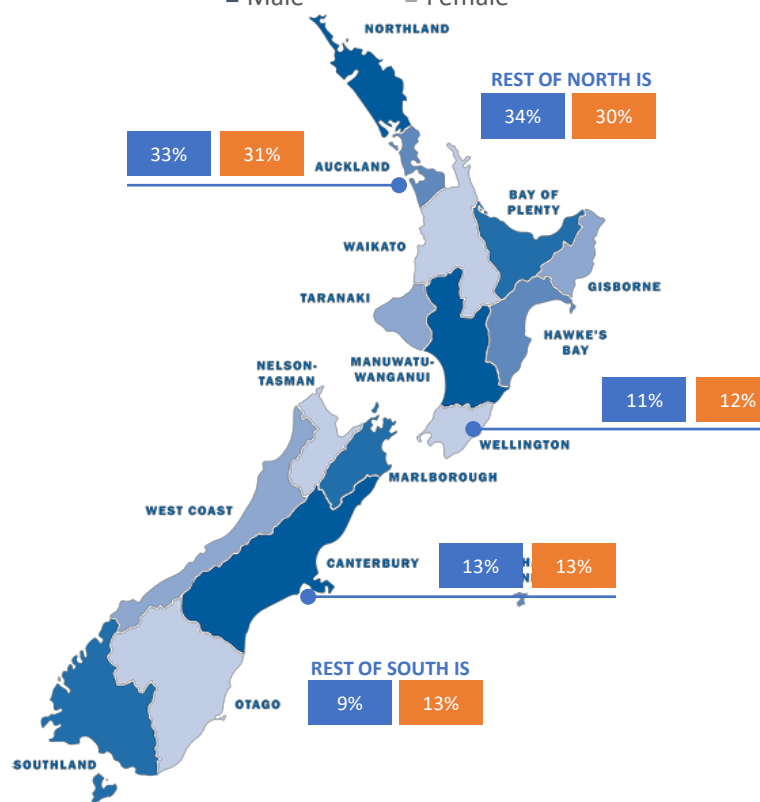 Male Female
NORTHLAND
REST OF NORTH IS
34% 30%
33% 31%
AUCKLAND
BAY OF
PLENTY
WAIKATO
GISBORNE
TARANAKI
HAWKE'S
BAY
NELSON-
TASMAN
MANUWATU-
WANGANUI
11% 12%
WELLINGTON
MARLBOROUGH
WEST COAST
CANTERBURY
13% 13%
REST OF SOUTH IS
9% 13%
OTAGO
SOUTHLAND